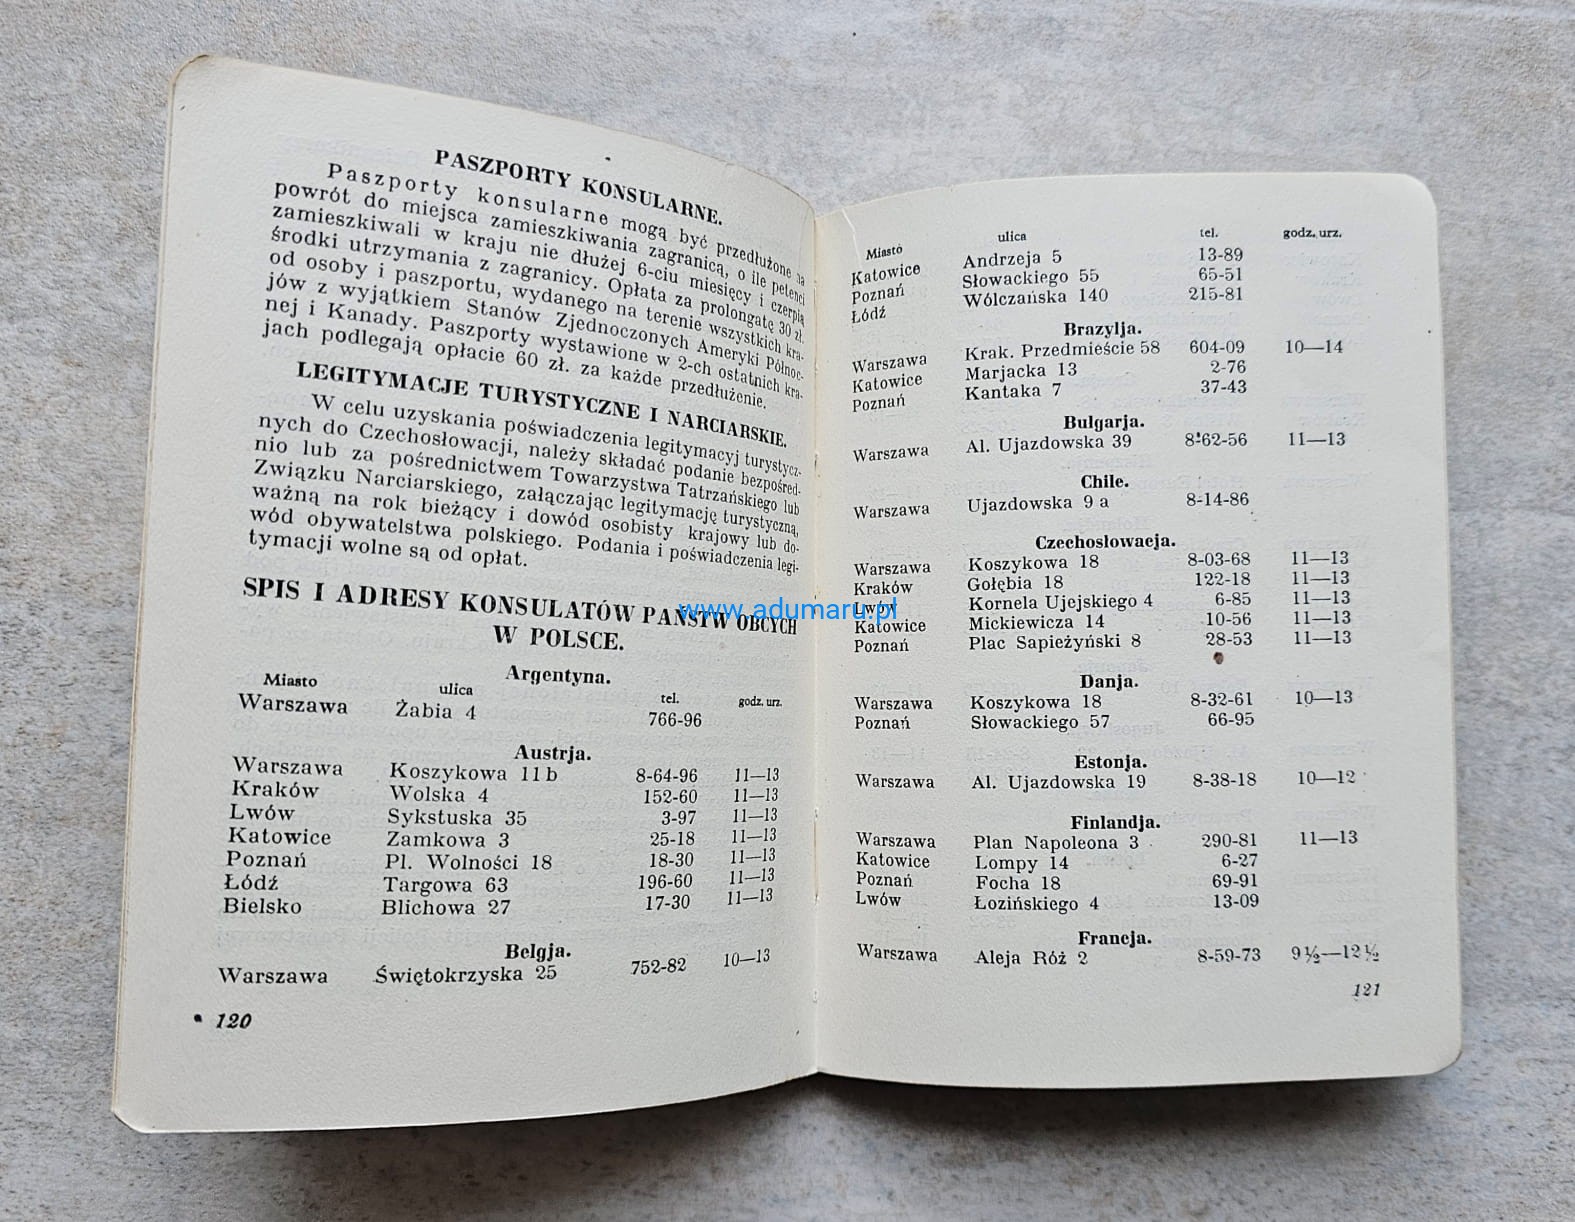 PASZPORTY KONSULARNE.
Paszporty konsularne mogą być przedłużone na
powrót do miejsca zamieszkiwania zagranicą, o ile petenci
zamieszkiwali w kraju nie dłużej 6-ciu miesięcy i czerpią
środki utrzymania z zagranicy. Opłata za prolongatę 30 zł.
od osoby i paszportu, wydanego na terenie wszystkich kra-
jów z wyjątkiem Stanów Zjednoczonych Ameryki Północ-
nej i Kanady. Paszporty wystawione w 2-ch ostatnich kra-
jach podlegają opłacie 60 zł. za każde przedłużenie.
LEGITYMACJE TURYSTYCZNE I NARCIARSKIE.
W celu uzyskania poświadczenia legitymacyj turystycz-
nych do Czechosłowacji, należy składać podanie bezpośred-
nio lub za pośrednictwem Towarzystwa Tatrzańskiego lub
Związku Narciarskiego, załączając legitymację turystyczną,
ważną na rok bieżący i dowód osobisty krajowy lub do-
wód obywatelstwa polskiego. Podania i poświadczenia legi-
tymacji wolne są od opłat.
SPIS I ADRESY KONSULATÓW PAŃSTW OBCYCH
W POLSCE.
Argentyna.
Miasto ulica tel. godz. urz.
Warszawa Żabia 4 766-96
Austrja.
Warszawa Koszykowa 11b 8-64-96 11—13
Kraków Wolska 4 152-60 11—13
Lwów Sykstuska 35 3-97 11—13
Katowice Zamkowa 3 25-18 11—13
Poznań Pl. Wolności 18 18-30 11—13
Łódź Targowa 63 196-60 11—13
Bielsko Blichowa 27 17-30 11—13
Belgja.
Warszawa Świętokrzyska 25 752-82 10—13
120
Miasto ulica tel. godz. urz.
Katowice Andrzeja 5 13-89
Poznań Słowackiego 55 65-51
Łódź Wólczańska 140 215-81
Brazylja.
Warszawa Krak. Przedmieście 58 604-09 10—14
Katowice Marjacka 13 2-76
Poznań Kantaka 7 37-43
Bulgarja.
Warszawa Al. Ujazdowska 39 8-62-56 11—13
Chile.
Warszawa Ujazdowska 9 a 8-14-86
Czechosłowacja.
Warszawa Koszykowa 18 8-03-68 11—13
Kraków Gołębia 18 122-18 11—13
Lwów Kornela Ujejskiego 4 6-85 11—13
Katowice Mickiewicza 14 10-56 11—13
Poznań Plac Sapieżyński 8 28-53 11—13
Danja.
Warszawa Koszykowa 18 8-32-61 10—13
Poznań Słowackiego 57 66-95
Estonja.
Warszawa Al. Ujazdowska 19 8-38-18 10—12
Finlandja.
Warszawa Plan Napoleona 3 290-81 11—13
Katowice Lompy 14 6-27
Poznań Focha 18 69-91
Lwów Łozińskiego 4 13-09
Francja.
Warszawa Aleja Róż 2 8-59-73 9½—12½
121
www.adumaru.pl